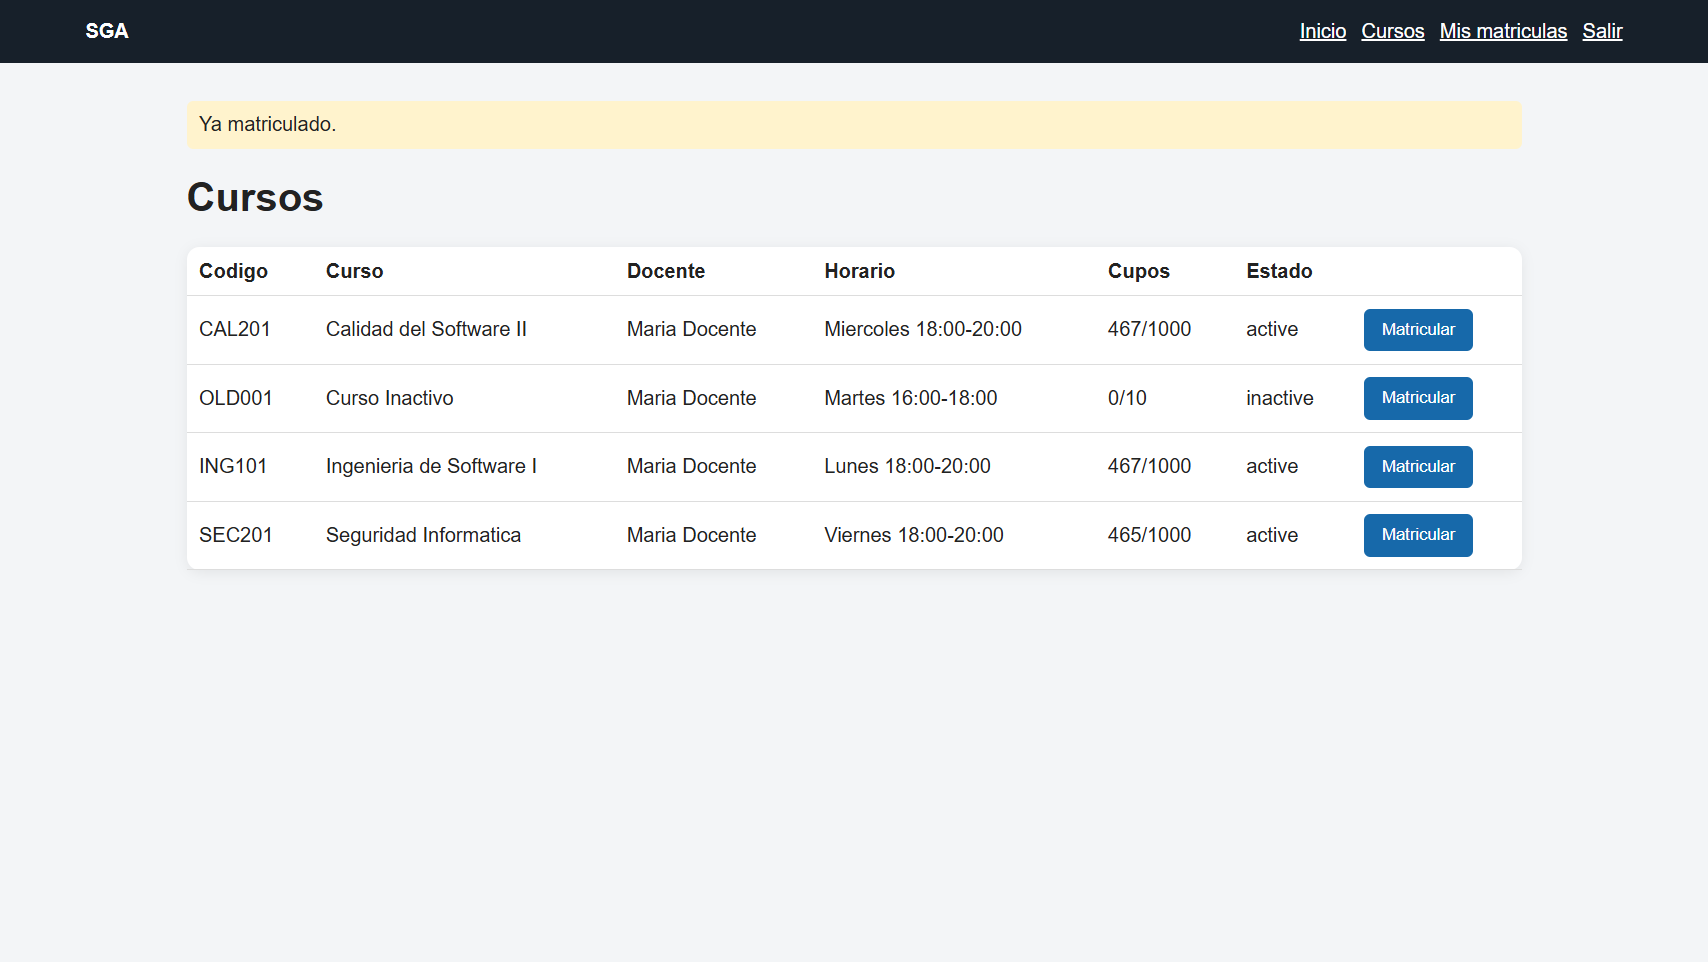 SGA Inicio Cursos Mis matriculas Salir
Ya matriculado.
Cursos
Codigo Curso Docente Horario Cupos Estado
CAL201 Calidad del Software II Maria Docente Miercoles 18:00-20:00 467/1000 active Matricular
OLD001 Curso Inactivo Maria Docente Martes 16:00-18:00 0/10 inactive Matricular
ING101 Ingenieria de Software I Maria Docente Lunes 18:00-20:00 467/1000 active Matricular
SEC201 Seguridad Informatica Maria Docente Viernes 18:00-20:00 465/1000 active Matricular